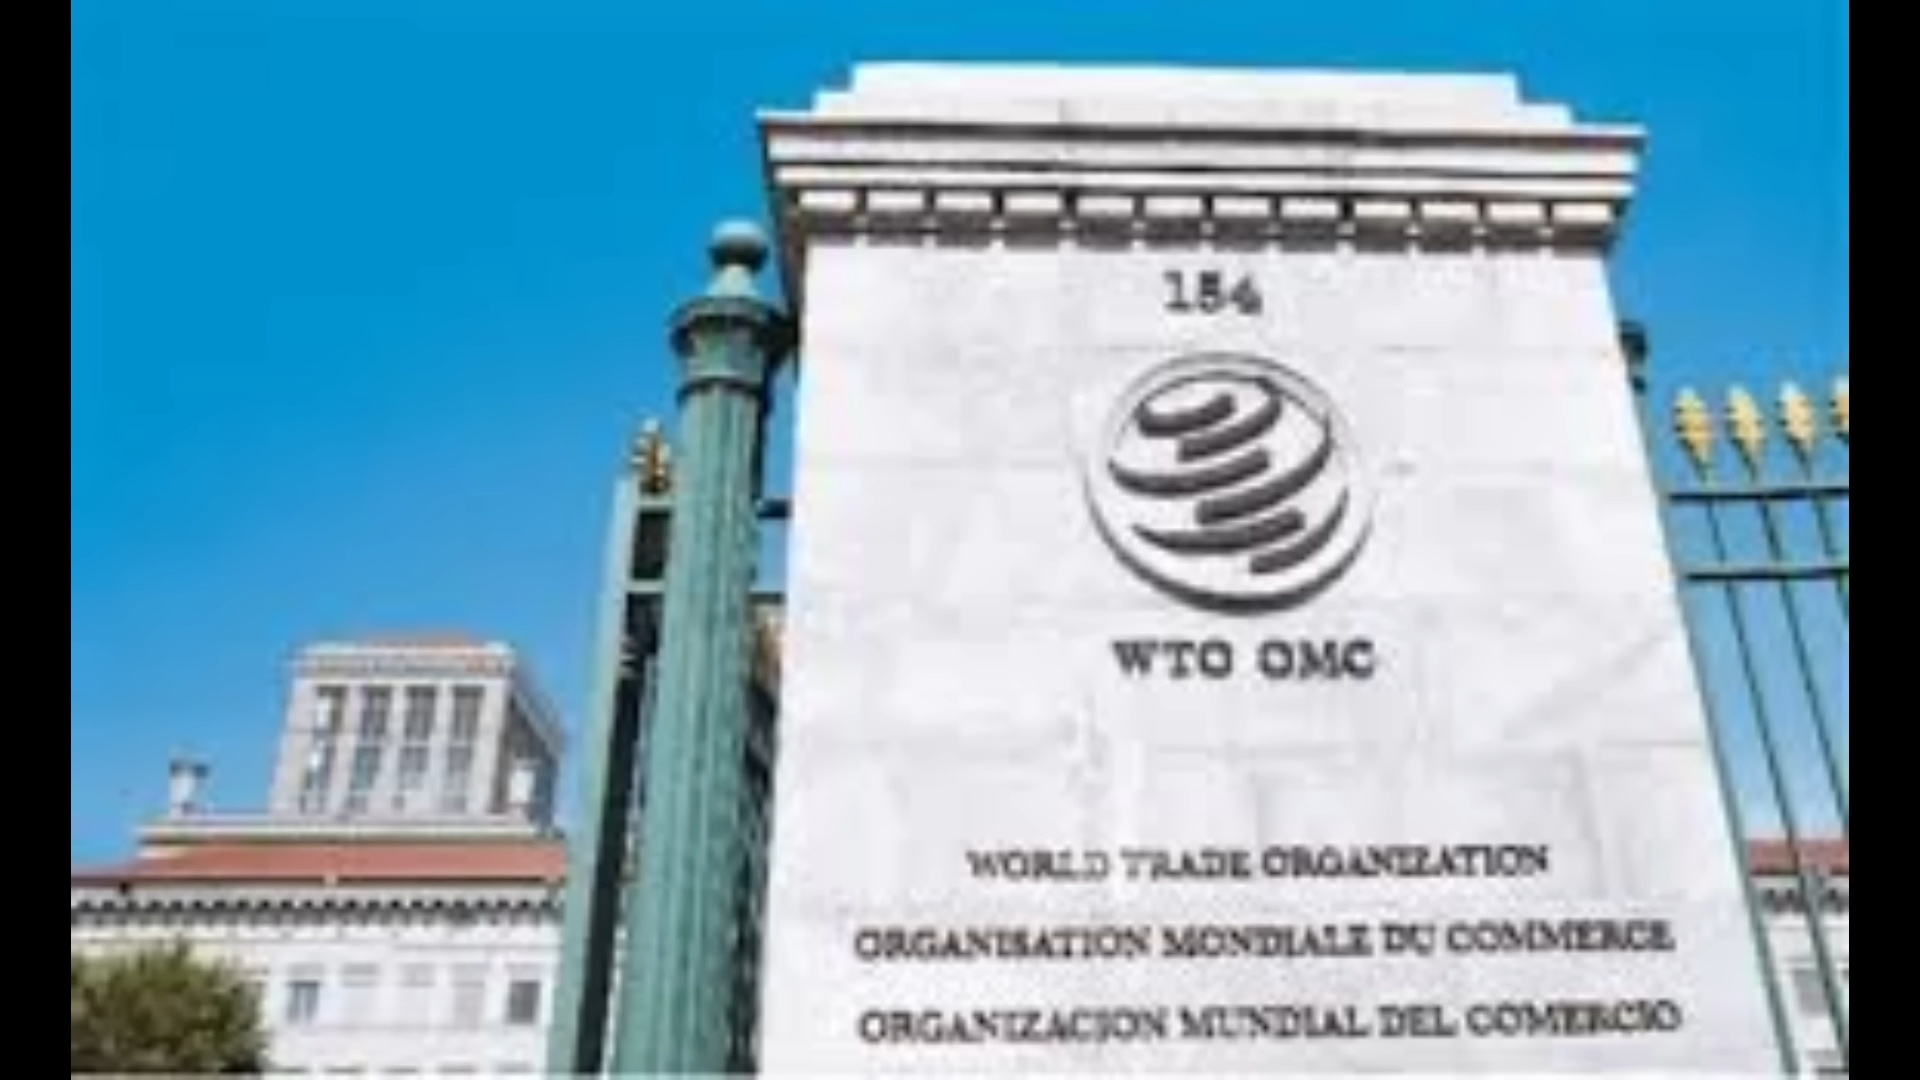 154
WTO OMC
WORLD TRADE ORGANIZATION
ORGANISATION MONDIALE DU COMMERCE
ORGANIZACION MUNDIAL DEL COMERCIO